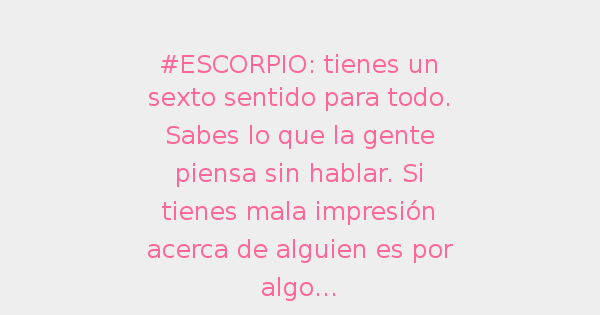 #ESCORPIO: tienes un
sexto sentido para todo.
Sabes lo que la gente
piensa sin hablar. Si
tienes mala impresión
acerca de alguien es por
algo...